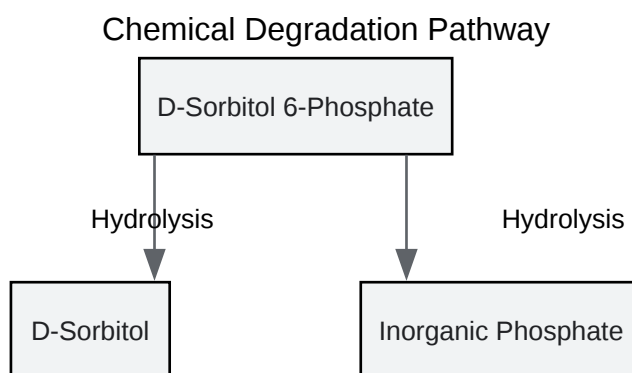 Chemical Degradation Pathway
D-Sorbitol 6-Phosphate
Hydrolysis
Hydrolysis
D-Sorbitol
Inorganic Phosphate